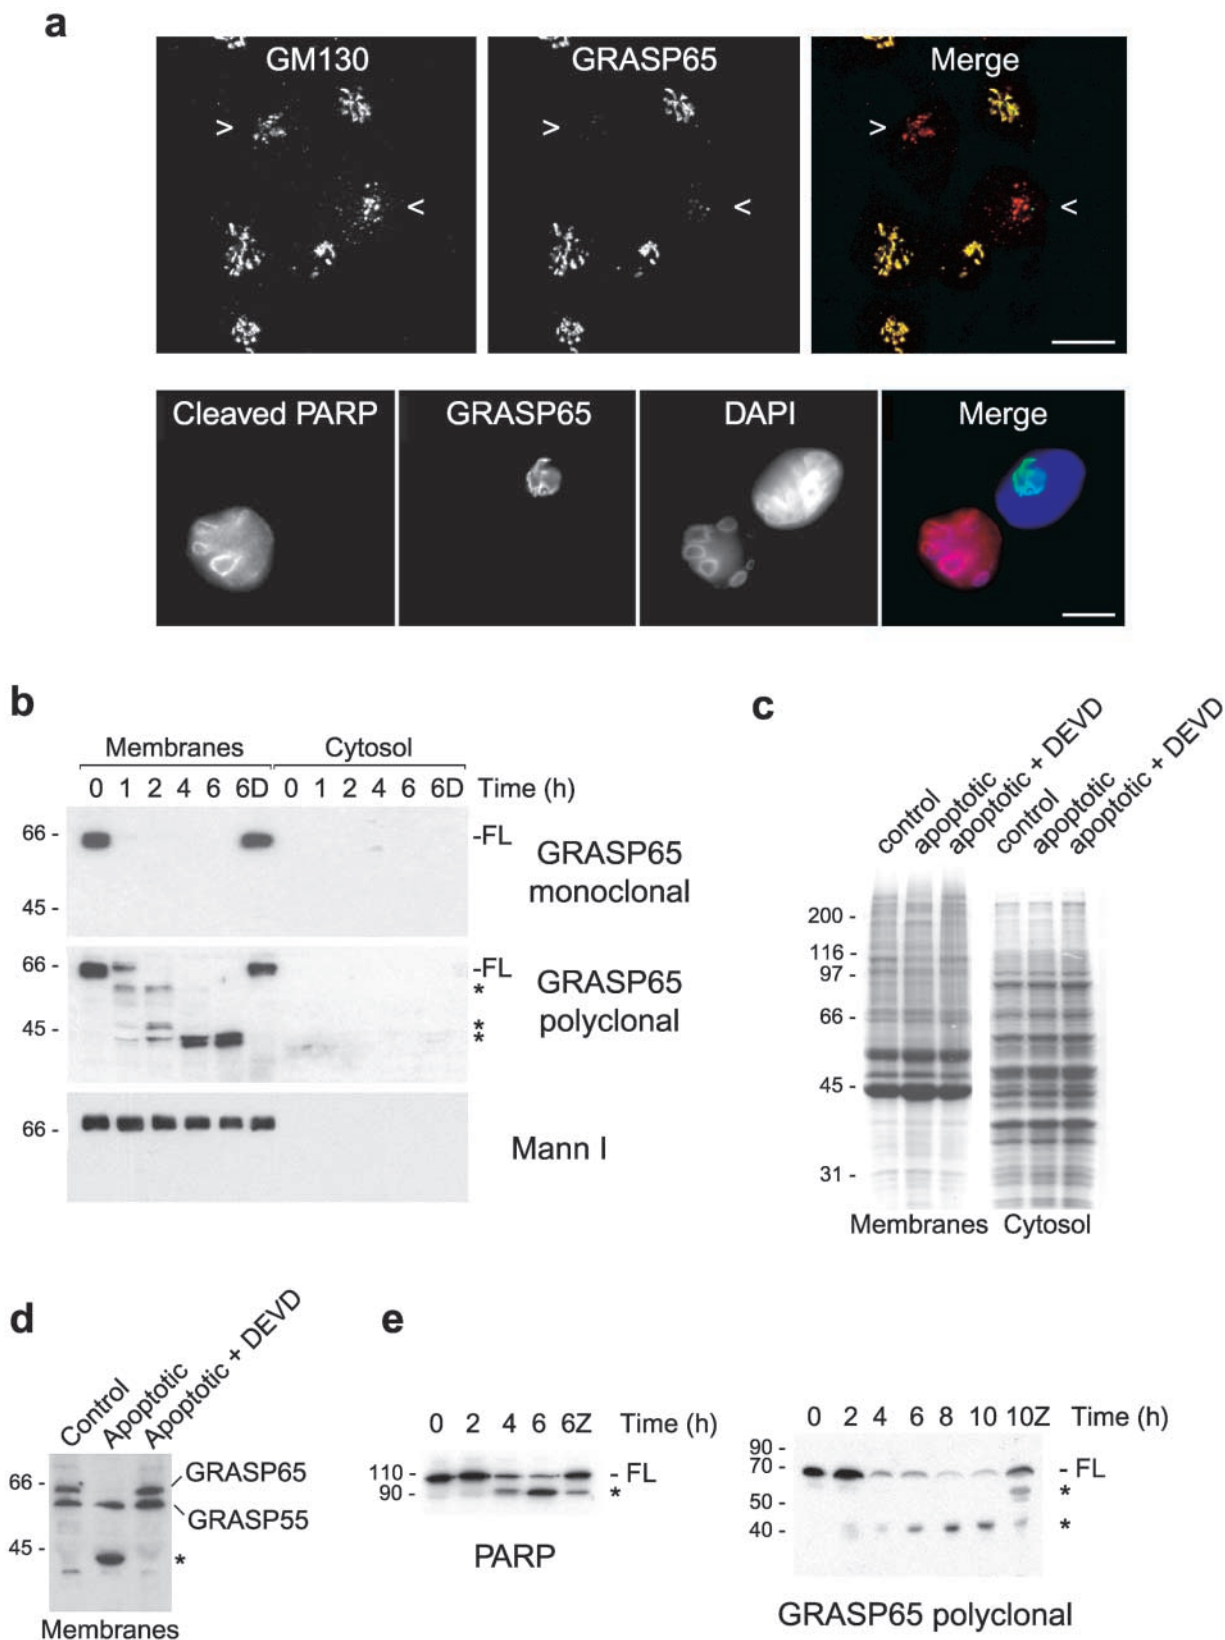 a
GM130 GRASP65 Merge
> > >
< < <
Cleaved PARP GRASP65 DAPI Merge
b
Membranes Cytosol
0 1 2 4 6 6D 0 1 2 4 6 6D Time (h)
66 - -FL
GRASP65
monoclonal
45 -
66 - -FL
*
GRASP65
polyclonal
45 - *
*
66 -
Mann I
c
control apoptotic apoptotic + DEVD control apoptotic apoptotic + DEVD
200 -
116 -
97 -
66 -
45 -
31 -
Membranes Cytosol
d
Control Apoptotic Apoptotic + DEVD
66 - GRASP65
GRASP55
45 - *
Membranes
e
0 2 4 6 6Z Time (h)
110 - - FL
90 - *
PARP
0 2 4 6 8 10 10Z Time (h)
90 -
70 - - FL
*
50 -
40 - *
GRASP65 polyclonal